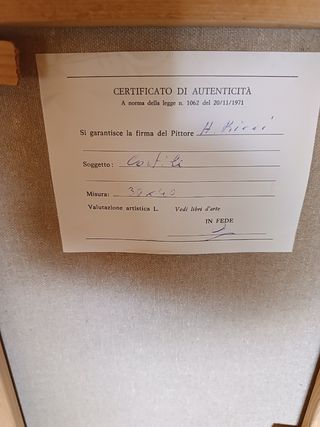 CERTIFICATO DI AUTENTICITÀ
A norma della legge n. 1062 del 20/11/1971
Si garantisce la firma del Pittore
Soggetto:
Misura:
Valutazione artistica L. Vedi libri d'arte
IN FEDE